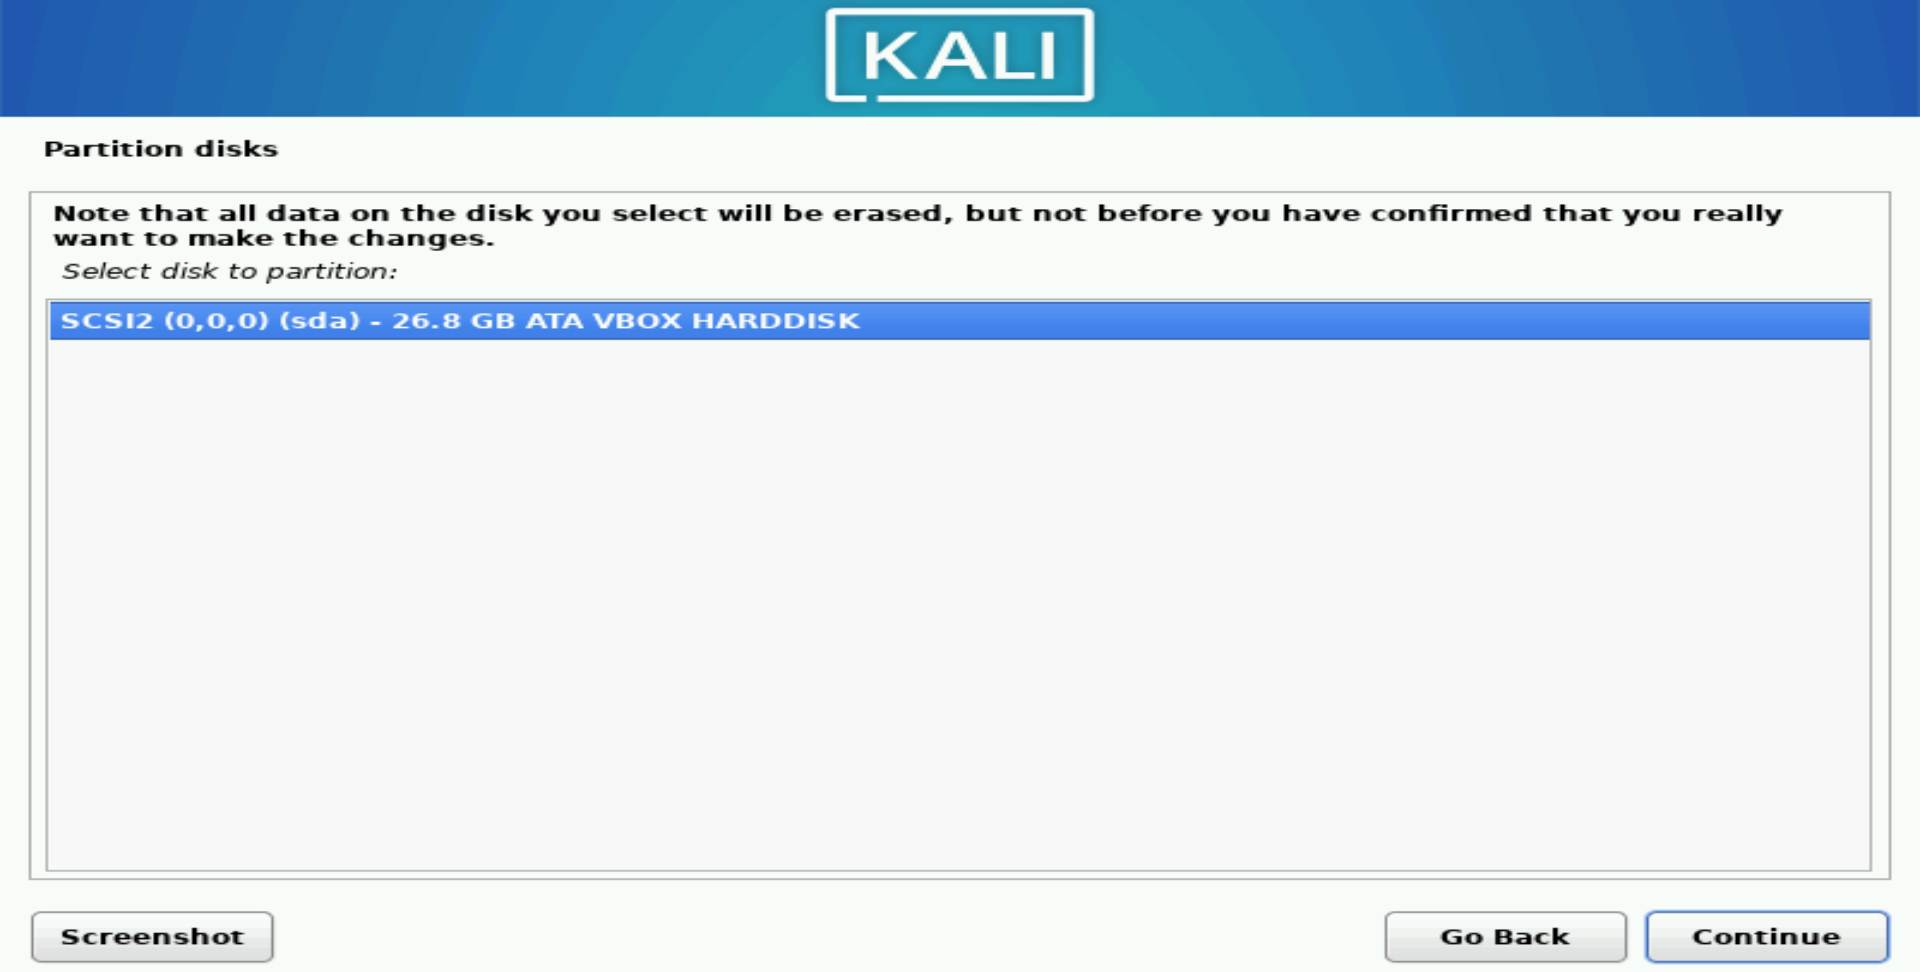 KALI
Partition disks
Note that all data on the disk you select will be erased, but not before you have confirmed that you really
want to make the changes.
Select disk to partition:
SCSI2 (0,0,0) (sda) - 26.8 GB ATA VBOX HARDDISK
Screenshot
Go Back
Continue